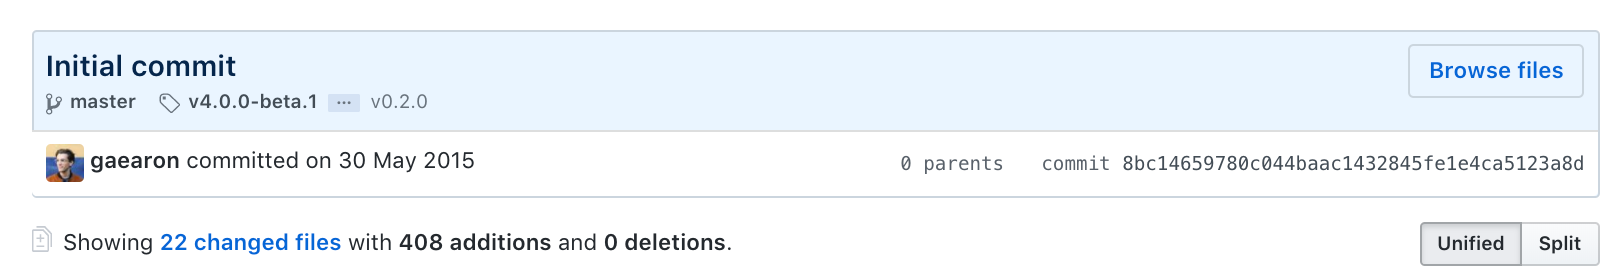 Initial commit
Browse files
master v4.0.0-beta.1 ... v0.2.0
gaearon committed on 30 May 2015
0 parents commit 8bc14659780c044baac1432845fe1e4ca5123a8d
Showing 22 changed files with 408 additions and 0 deletions.
Unified Split